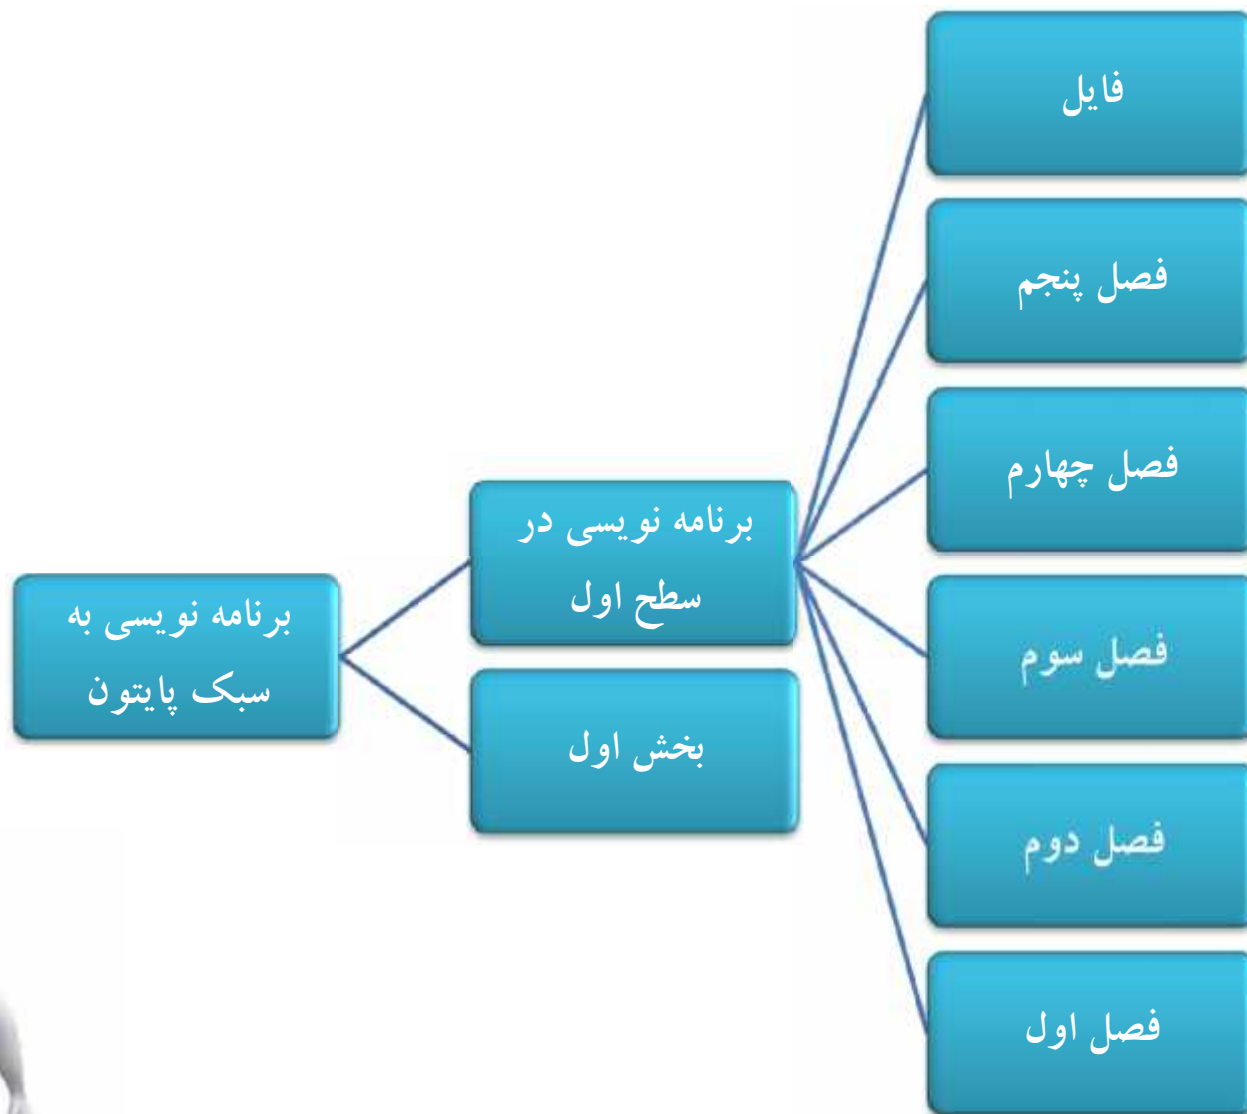 فایل
فصل پنجم
فصل چهارم
برنامه نویسی در
سطح اول
برنامه نویسی به
سبک پایتون
فصل سوم
بخش اول
فصل دوم
فصل اول